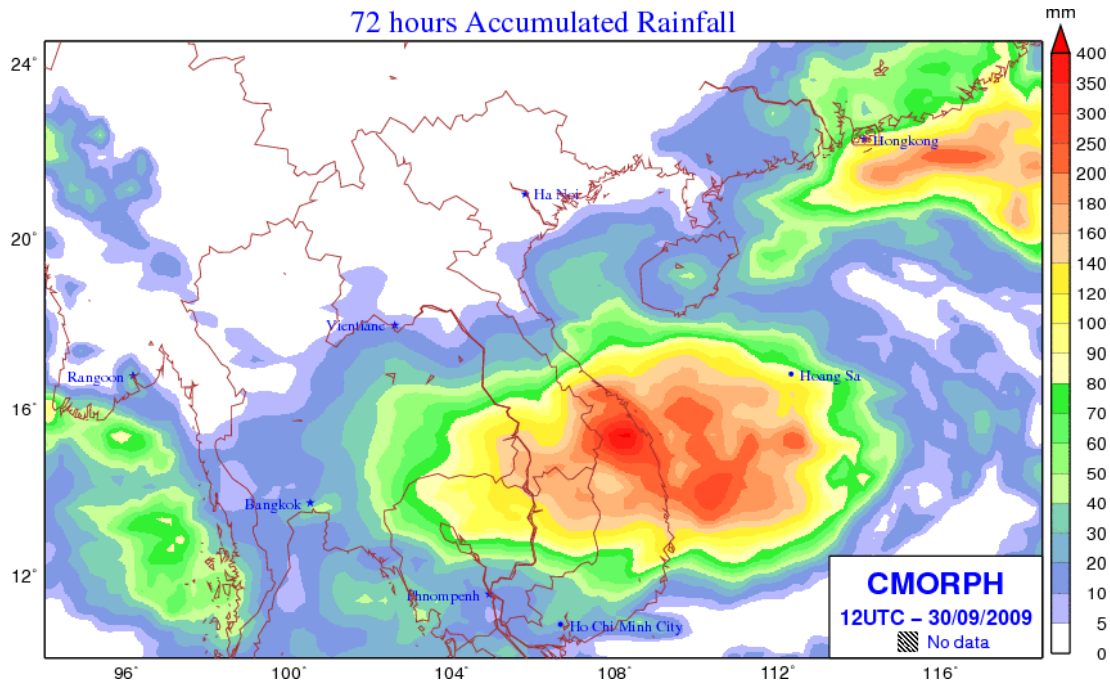 72 hours Accumulated Rainfall
mm
24°
20°
16°
12°
96°
100°
104°
108°
112°
116°
Hongkong
Ha Noi
Vientiane
Rangoon
Hoang Sa
Bangkok
Phnompenh
Ho Chi Minh City
CMORPH
12UTC – 30/09/2009
No data
400
350
300
250
200
180
160
140
120
100
90
80
70
60
50
40
30
20
10
5
0